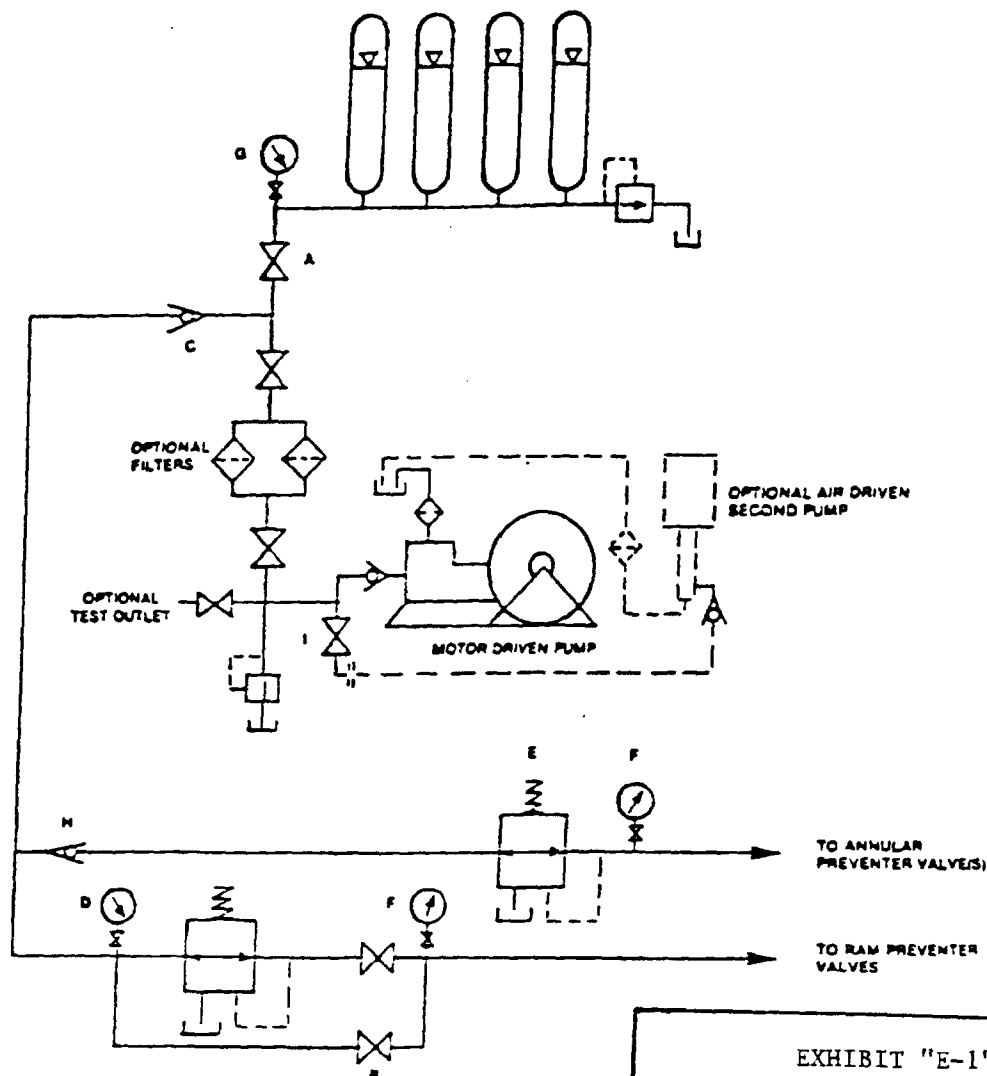 G
A
C
OPTIONAL
FILTERS
OPTIONAL AIR DRIVEN
SECOND PUMP
OPTIONAL
TEST OUTLET
I
MOTOR DRIVEN PUMP
E
F
H
TO ANNULAR
PREVENTER VALVE(S)
D
F
TO RAM PREVENTER
VALVES
EXHIBIT "E-1"